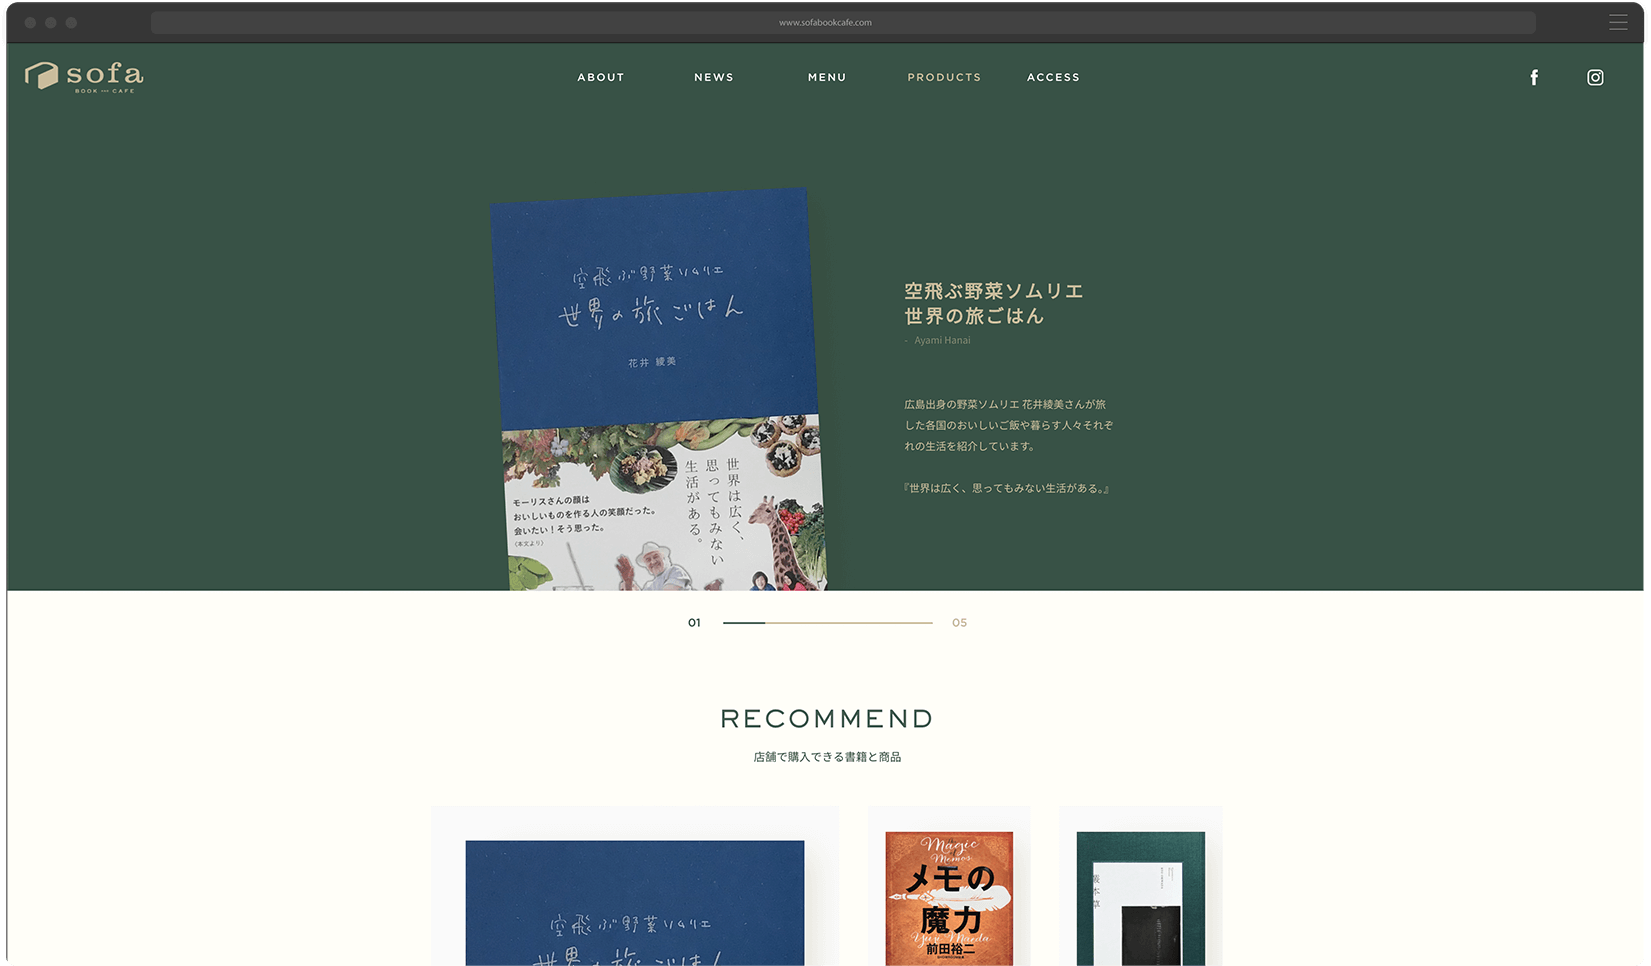 www.sofabookcafe.com
sofa
BOOK CAFE
ABOUT
NEWS
MENU
PRODUCTS
ACCESS
空飛ぶ野菜ソムリエ
世界の旅ごはん
花井 綾美
世界は広く、
思ってもみない
生活がある。
モーリスさんの顔は
おいしいものを作る人の笑顔だった。
会いたい！そう思った。
（本文より）
空飛ぶ野菜ソムリエ
世界の旅ごはん
- Ayami Hanai
広島出身の野菜ソムリエ 花井綾美さんが旅
した各国のおいしいご飯や暮らす人々それぞ
れの生活を紹介しています。
『世界は広く、思ってもみない生活がある。』
01
05
RECOMMEND
店舗で購入できる書籍と商品
空飛ぶ野菜ソムリエ
世界の旅ごはん
Magic
Memos
メモの
魔力
Yuji Maeda
前田裕二